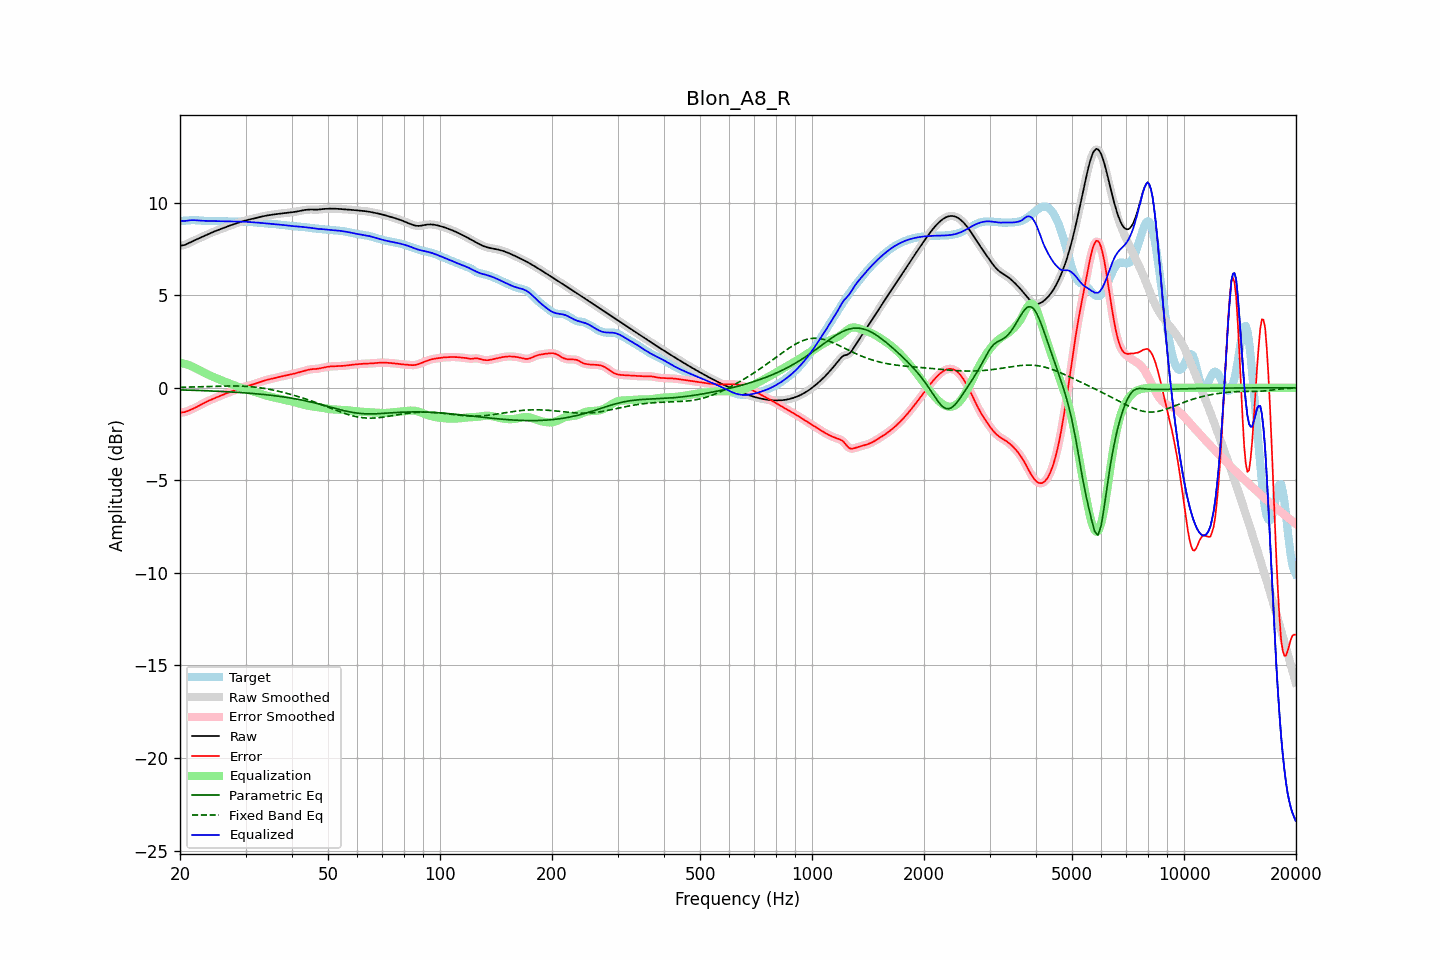 Blon_A8_R
Amplitude (dBr)
10
5
0
−5
−10
−15
−20
−25
Target
Raw Smoothed
Error Smoothed
Raw
Error
Equalization
Parametric Eq
Fixed Band Eq
Equalized
20 50 100 200 500 1000 2000 5000 10000 20000
Frequency (Hz)